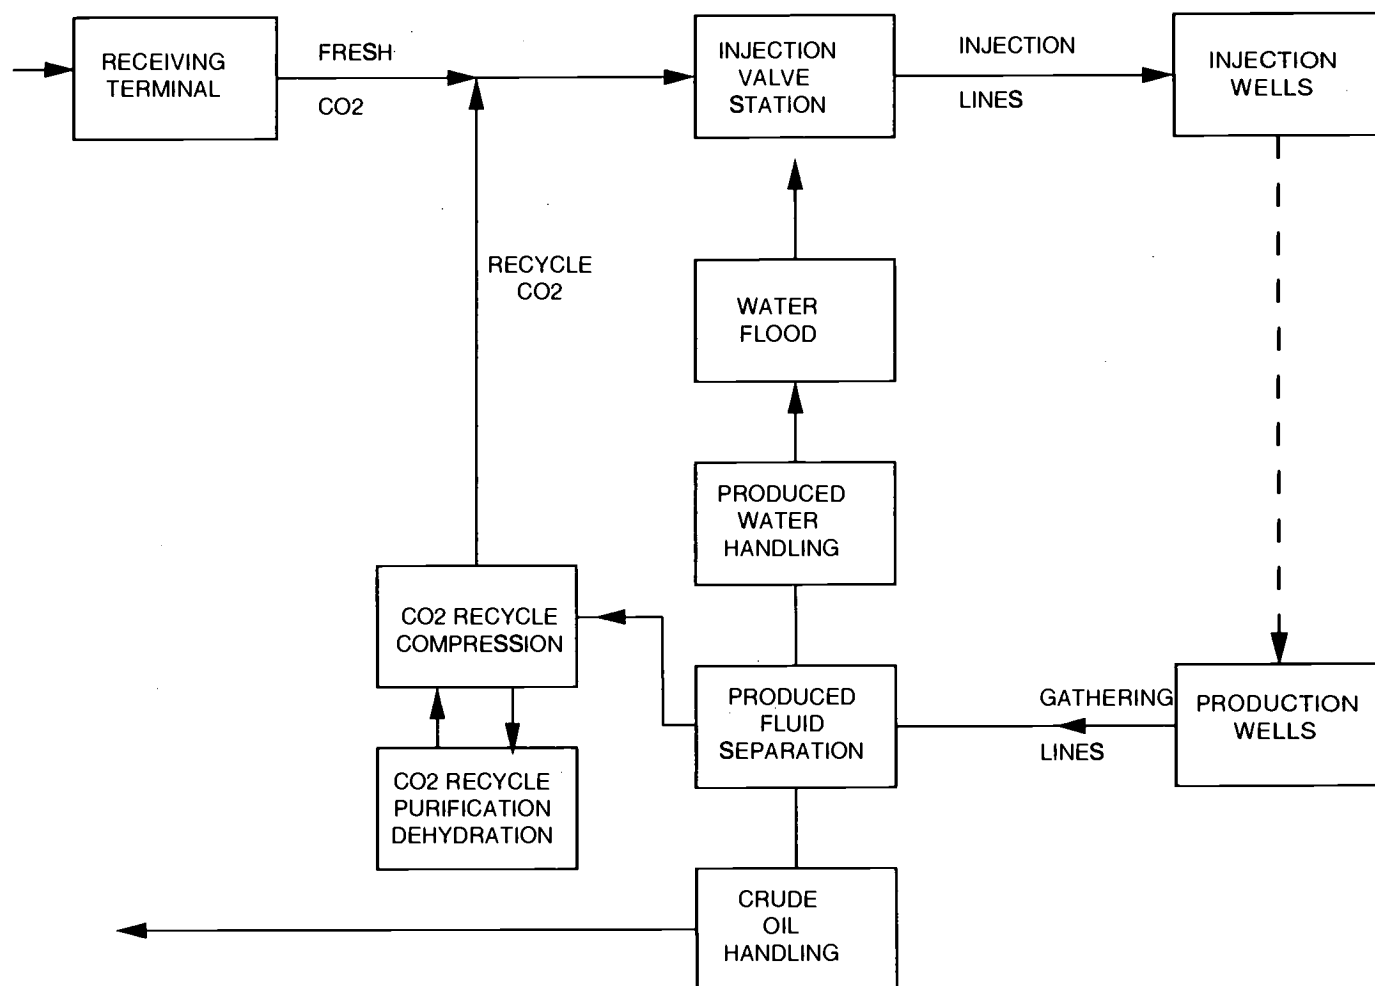 RECEIVING
TERMINAL
FRESH
CO2
INJECTION
VALVE
STATION
INJECTION
LINES
INJECTION
WELLS
RECYCLE
CO2
WATER
FLOOD
PRODUCED
WATER
HANDLING
CO2 RECYCLE
COMPRESSION
PRODUCED
FLUID
SEPARATION
GATHERING
LINES
PRODUCTION
WELLS
CO2 RECYCLE
PURIFICATION
DEHYDRATION
CRUDE
OIL
HANDLING